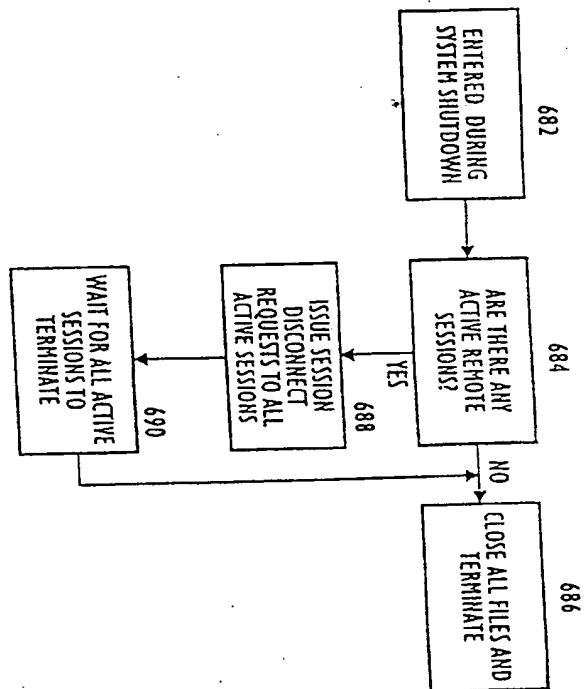 682
ENTERED DURING
SYSTEM SHUTDOWN
684
ARE THERE ANY
ACTIVE REMOTE
SESSIONS?
YES
NO
688
ISSUE SESSION
DISCONNECT
REQUESTS TO ALL
ACTIVE SESSIONS
690
WAIT FOR ALL ACTIVE
SESSIONS TO
TERMINATE
686
CLOSE ALL FILES AND
TERMINATE